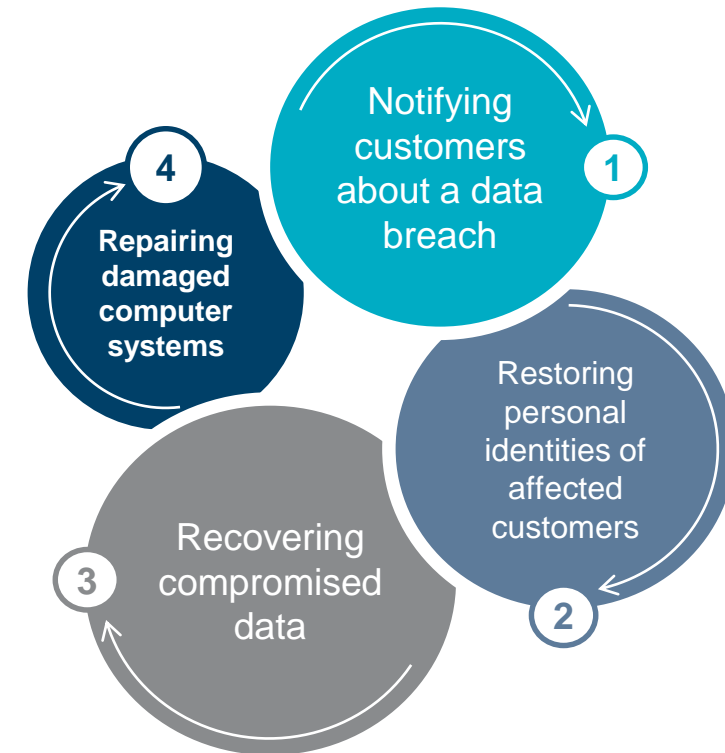 Notifying
customers
about a data
breach
1
Restoring
personal
identities of
affected
customers
2
Recovering
compromised
data
3
4
Repairing
damaged
computer
systems